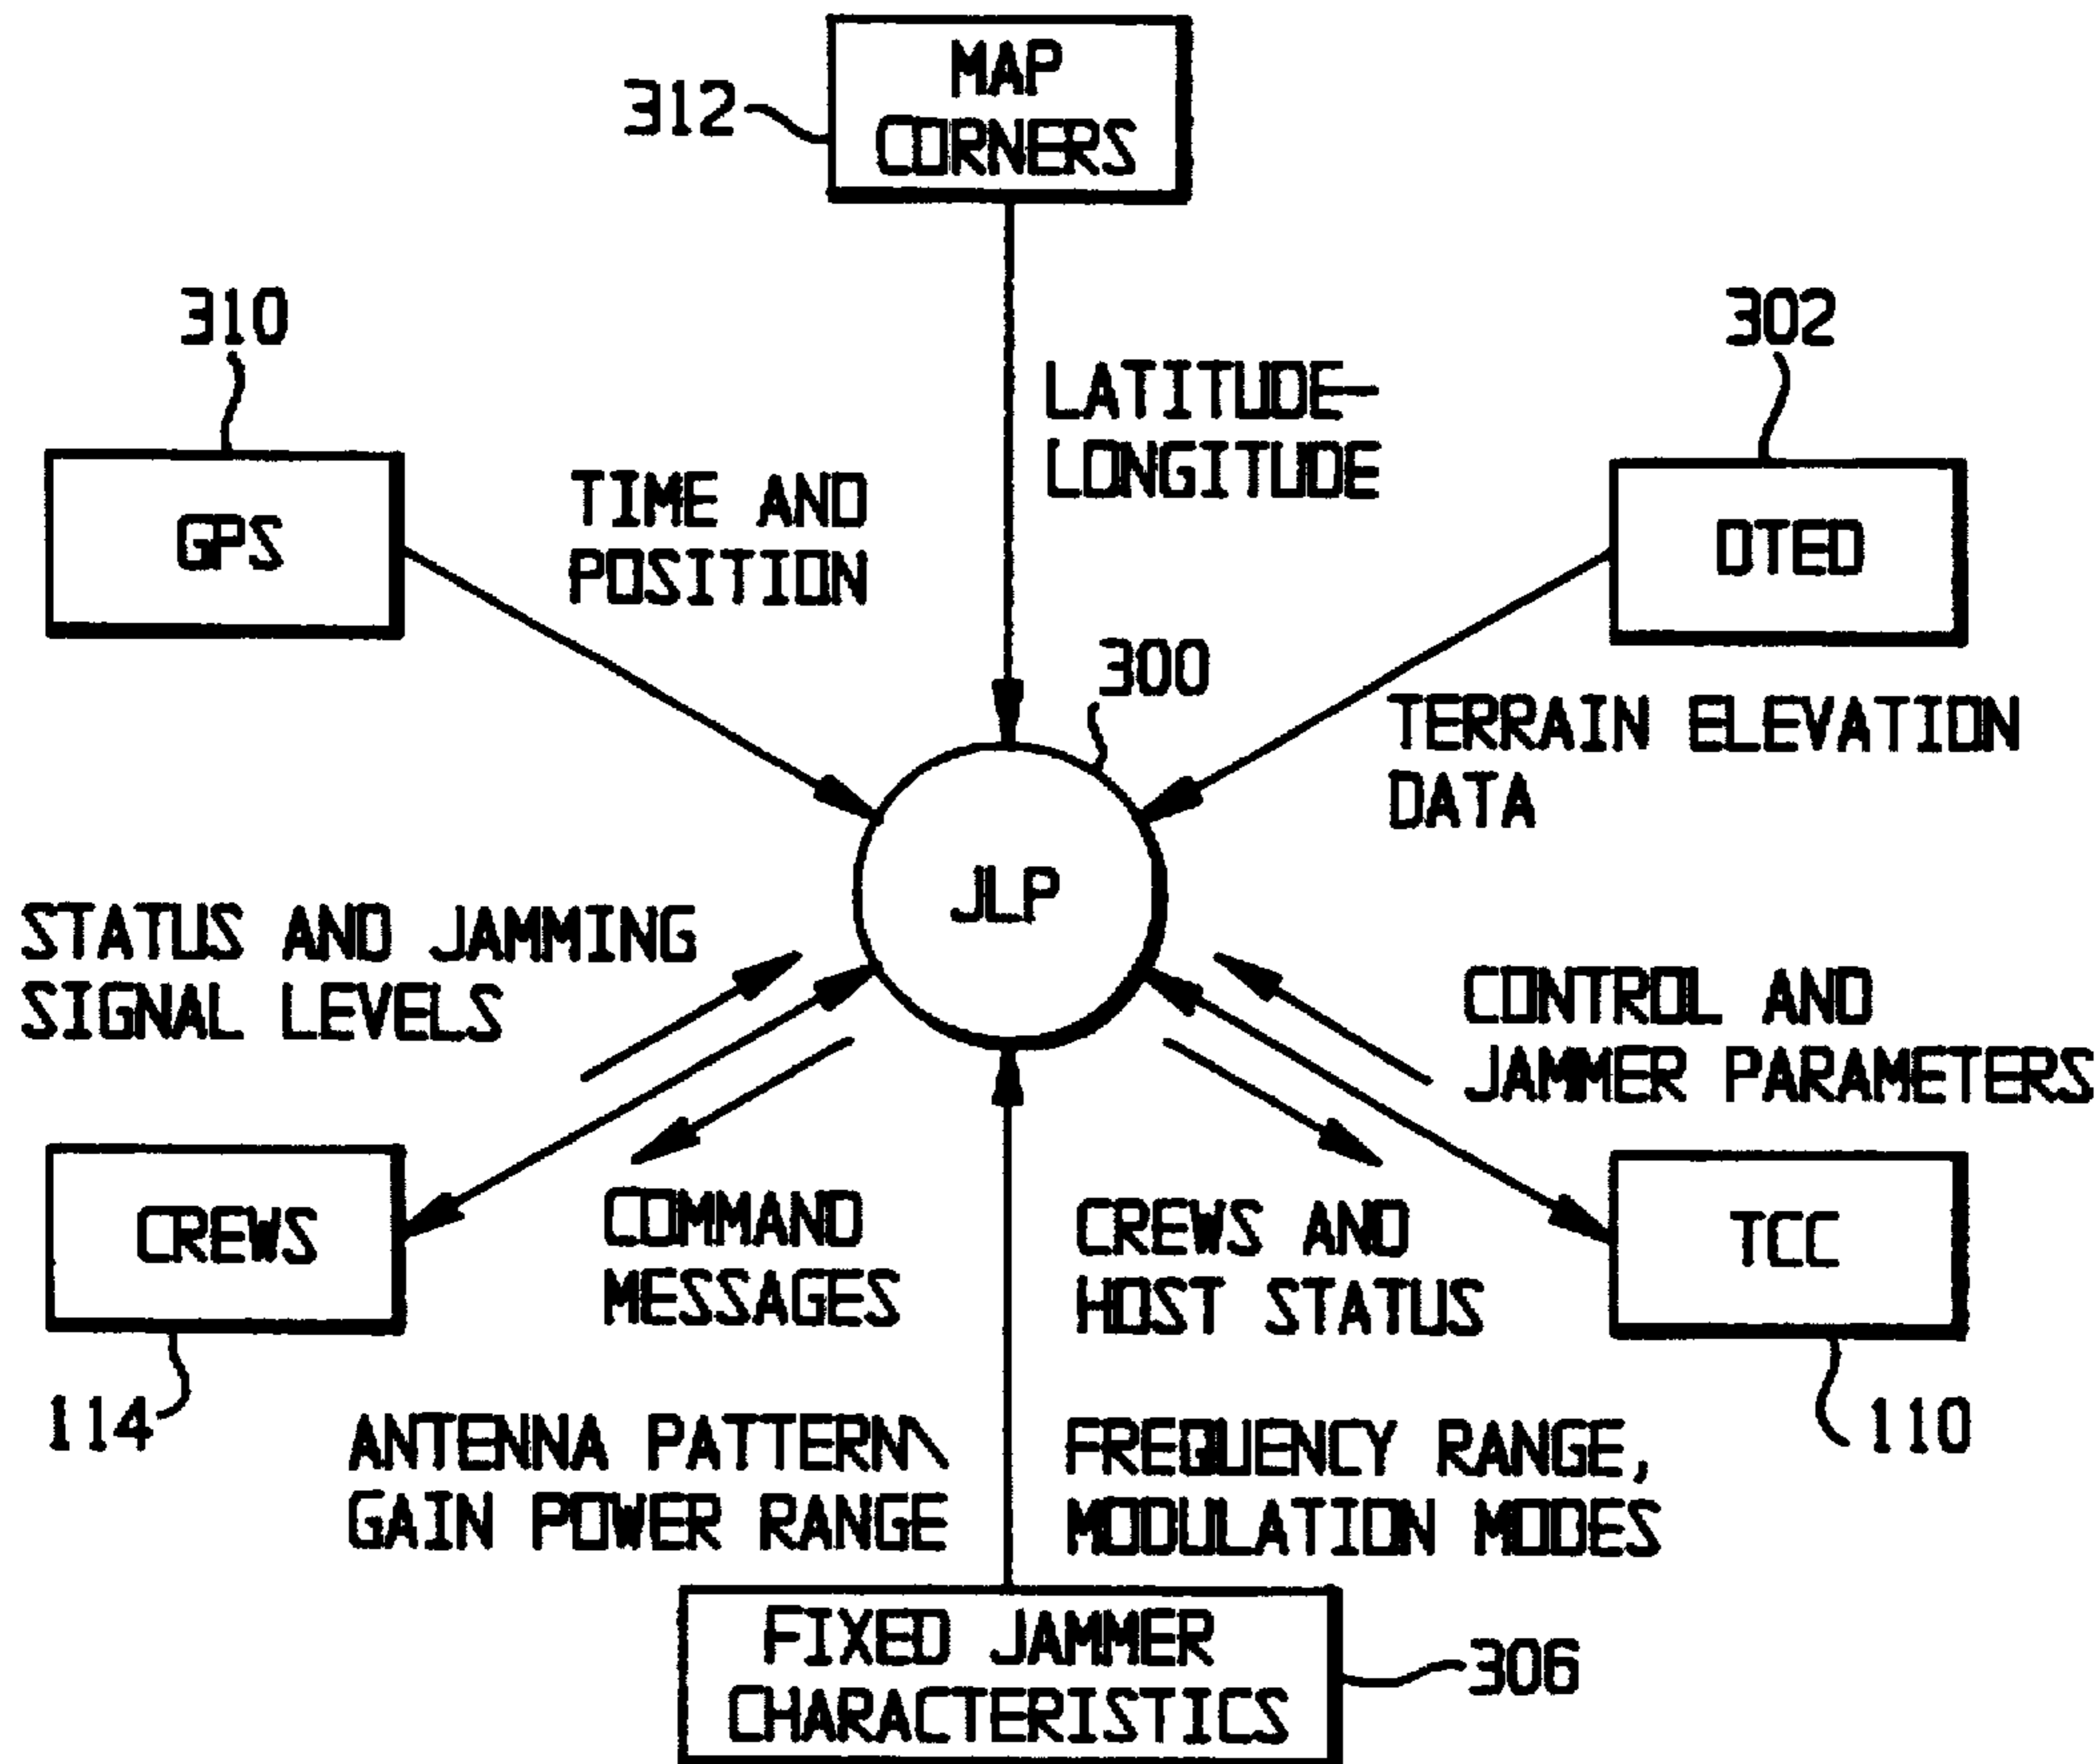 MAP
CORNERS
312
310
302
LATITUDE-
LONGITUDE
GPS
TIME AND
POSITION
DTED
300
TERRAIN ELEVATION
DATA
JLP
STATUS AND JAMMING
SIGNAL LEVELS
CONTROL AND
JAMMER PARAMETERS
CREWS
COMMAND
MESSAGES
CREWS AND
HOST STATUS
TCC
114
110
ANTENNA PATTERN\
GAIN POWER RANGE
FREQUENCY RANGE,
MODULATION MODES
FIXED JAMMER
CHARACTERISTICS
306